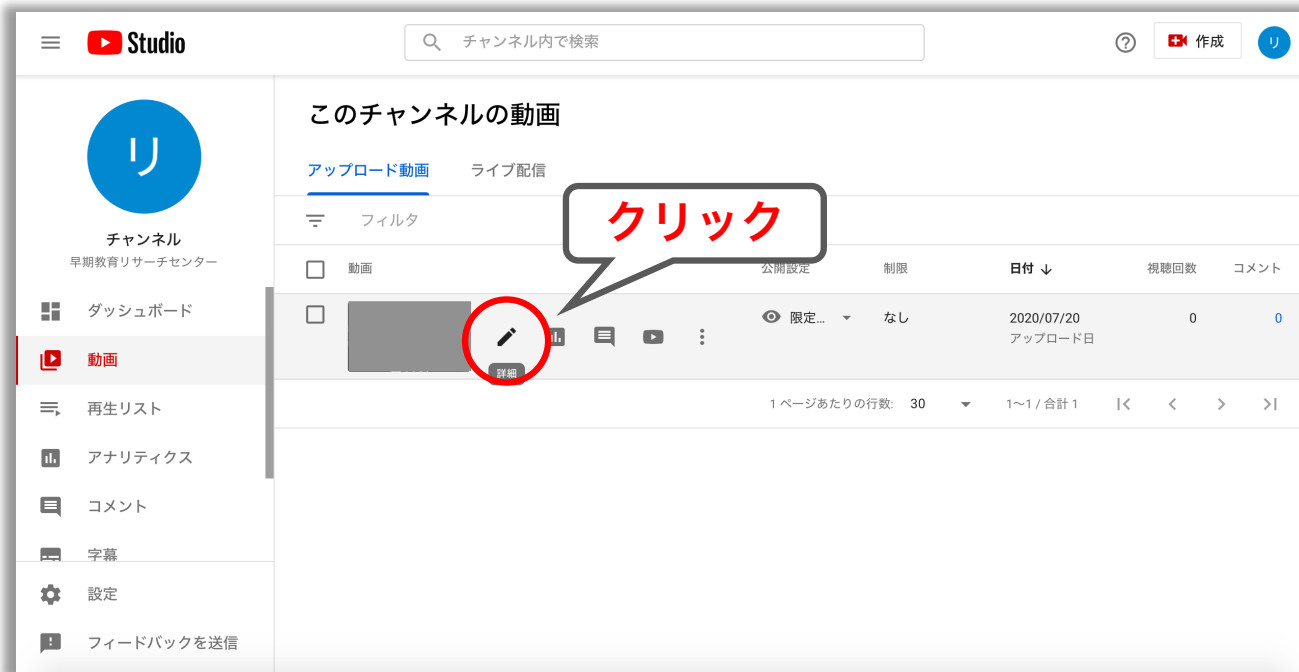 Studio
チャンネル内で検索
作成
リ
リ
チャンネル
早期教育リサーチセンター
ダッシュボード
動画
再生リスト
アナリティクス
コメント
字幕
設定
フィードバックを送信
このチャンネルの動画
アップロード動画
ライブ配信
フィルタ
クリック
動画
公開設定
制限
日付 ↓
視聴回数
コメント
詳細
限定...
なし
2020/07/20
アップロード日
0
0
1 ページあたりの行数: 30
1～1 / 合計 1